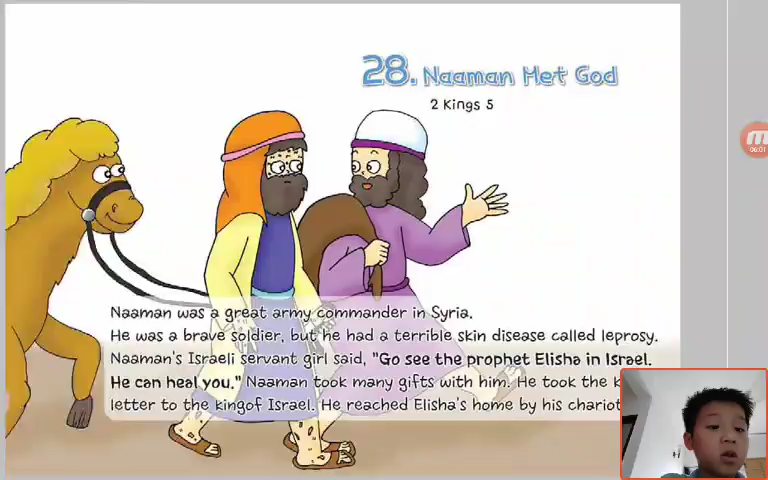 28. Naaman Met God
2 Kings 5
Naaman was a great army commander in Syria.
He was a brave soldier, but he had a terrible skin disease called leprosy.
Naaman's Israeli servant girl said, "Go see the prophet Elisha in Israel.
He can heal you." Naaman took many gifts with him. He took the
letter to the kingof Israel. He reached Elisha's home by his chariot